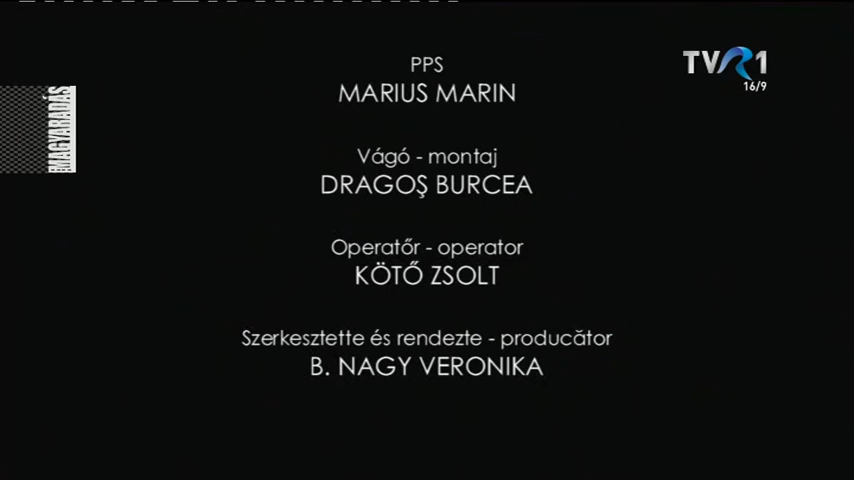 PPS
MARIUS MARIN
TVR1
16/9
MAGYARADÁS
Vágó - montaj
DRAGOŞ BURCEA
Operatőr - operator
KÖTŐ ZSOLT
Szerkesztette és rendezte - producător
B. NAGY VERONIKA